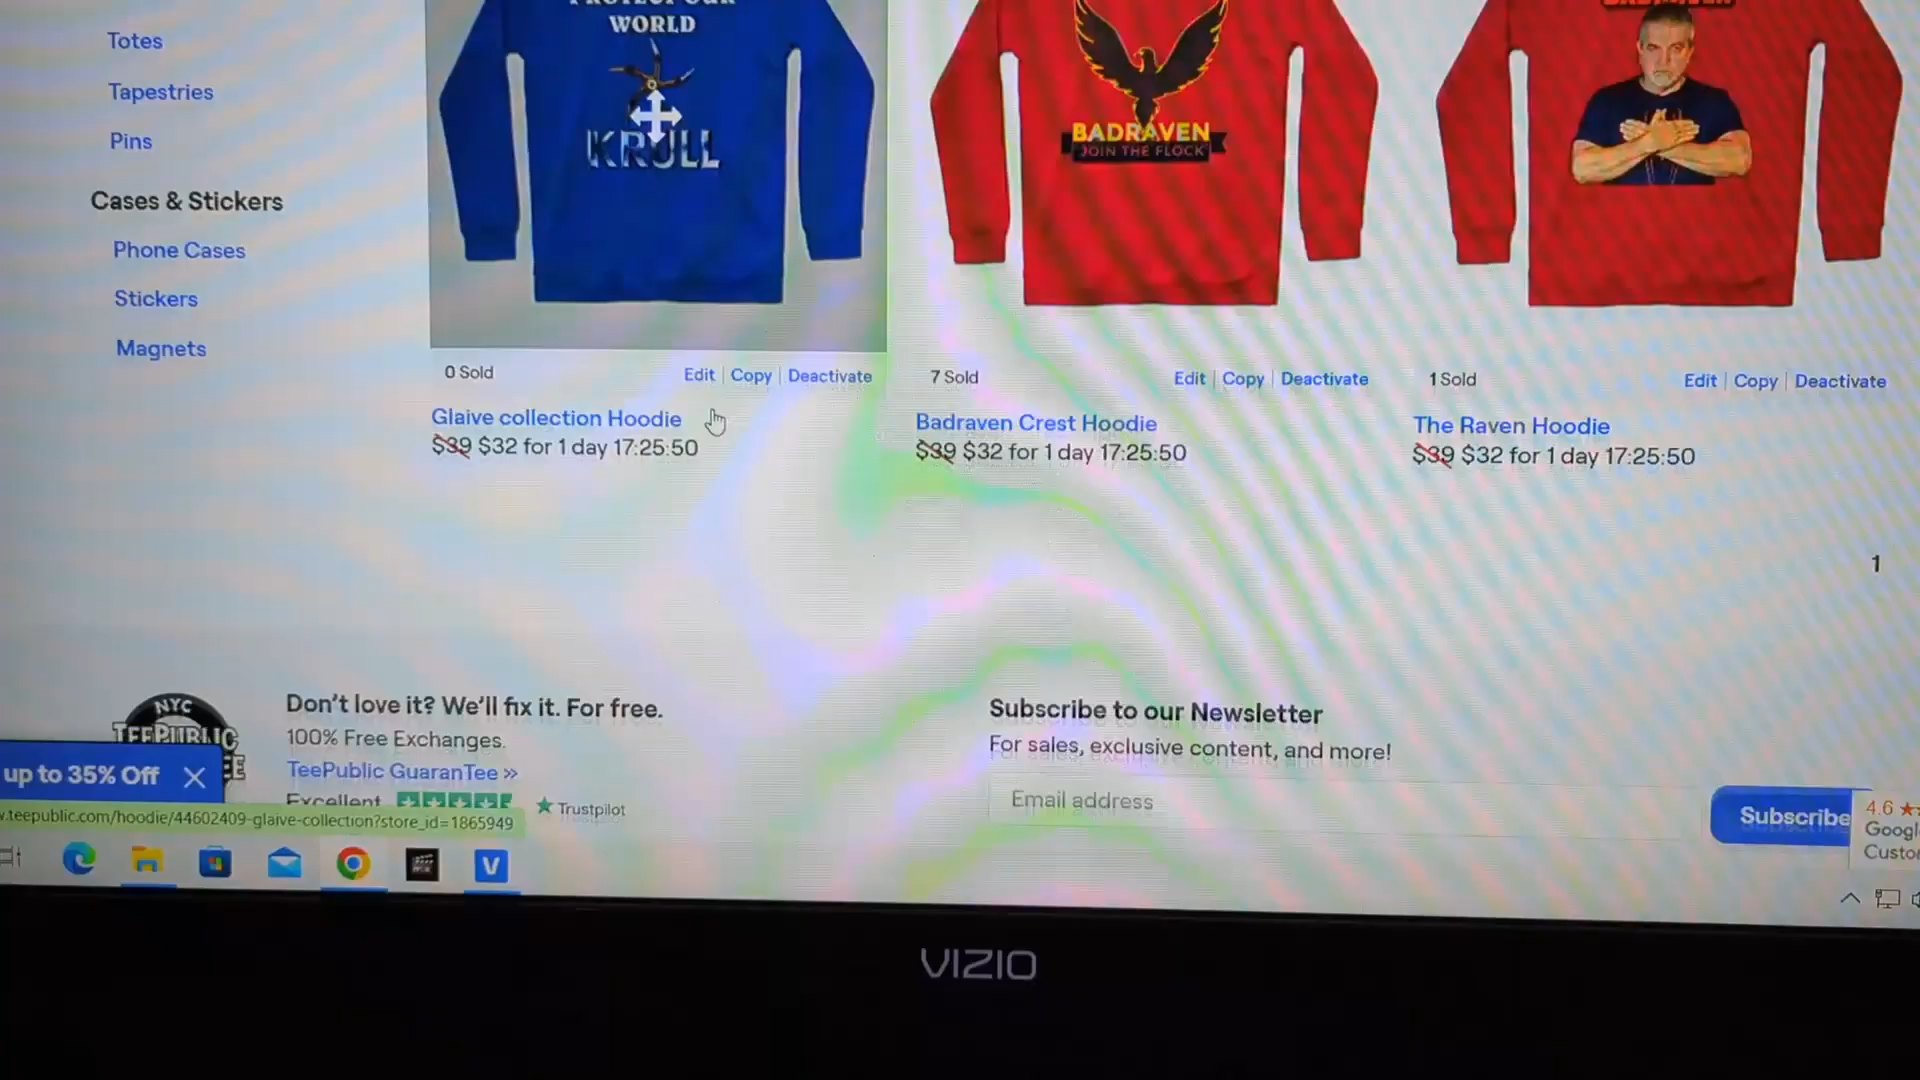 Totes
Tapestries
Pins
Cases & Stickers
Phone Cases
Stickers
Magnets
WORLD
KRULL
BADRAVEN
JOIN THE FLOCK
0 Sold
Edit | Copy | Deactivate
Glaive collection Hoodie
$39 $32 for 1 day 17:25:50
7 Sold
Edit | Copy | Deactivate
Badraven Crest Hoodie
$39 $32 for 1 day 17:25:50
1 Sold
Edit | Copy | Deactivate
The Raven Hoodie
$39 $32 for 1 day 17:25:50
1
NYC
TEEPUBLIC
Don't love it? We'll fix it. For free.
100% Free Exchanges.
TeePublic GuaranTee >>
Excellent
Trustpilot
Subscribe to our Newsletter
For sales, exclusive content, and more!
Email address
Subscribe
4.6
up to 35% Off
.teepublic.com/hoodie/44602409-glaive-collection?store_id=1865949
V
VIZIO